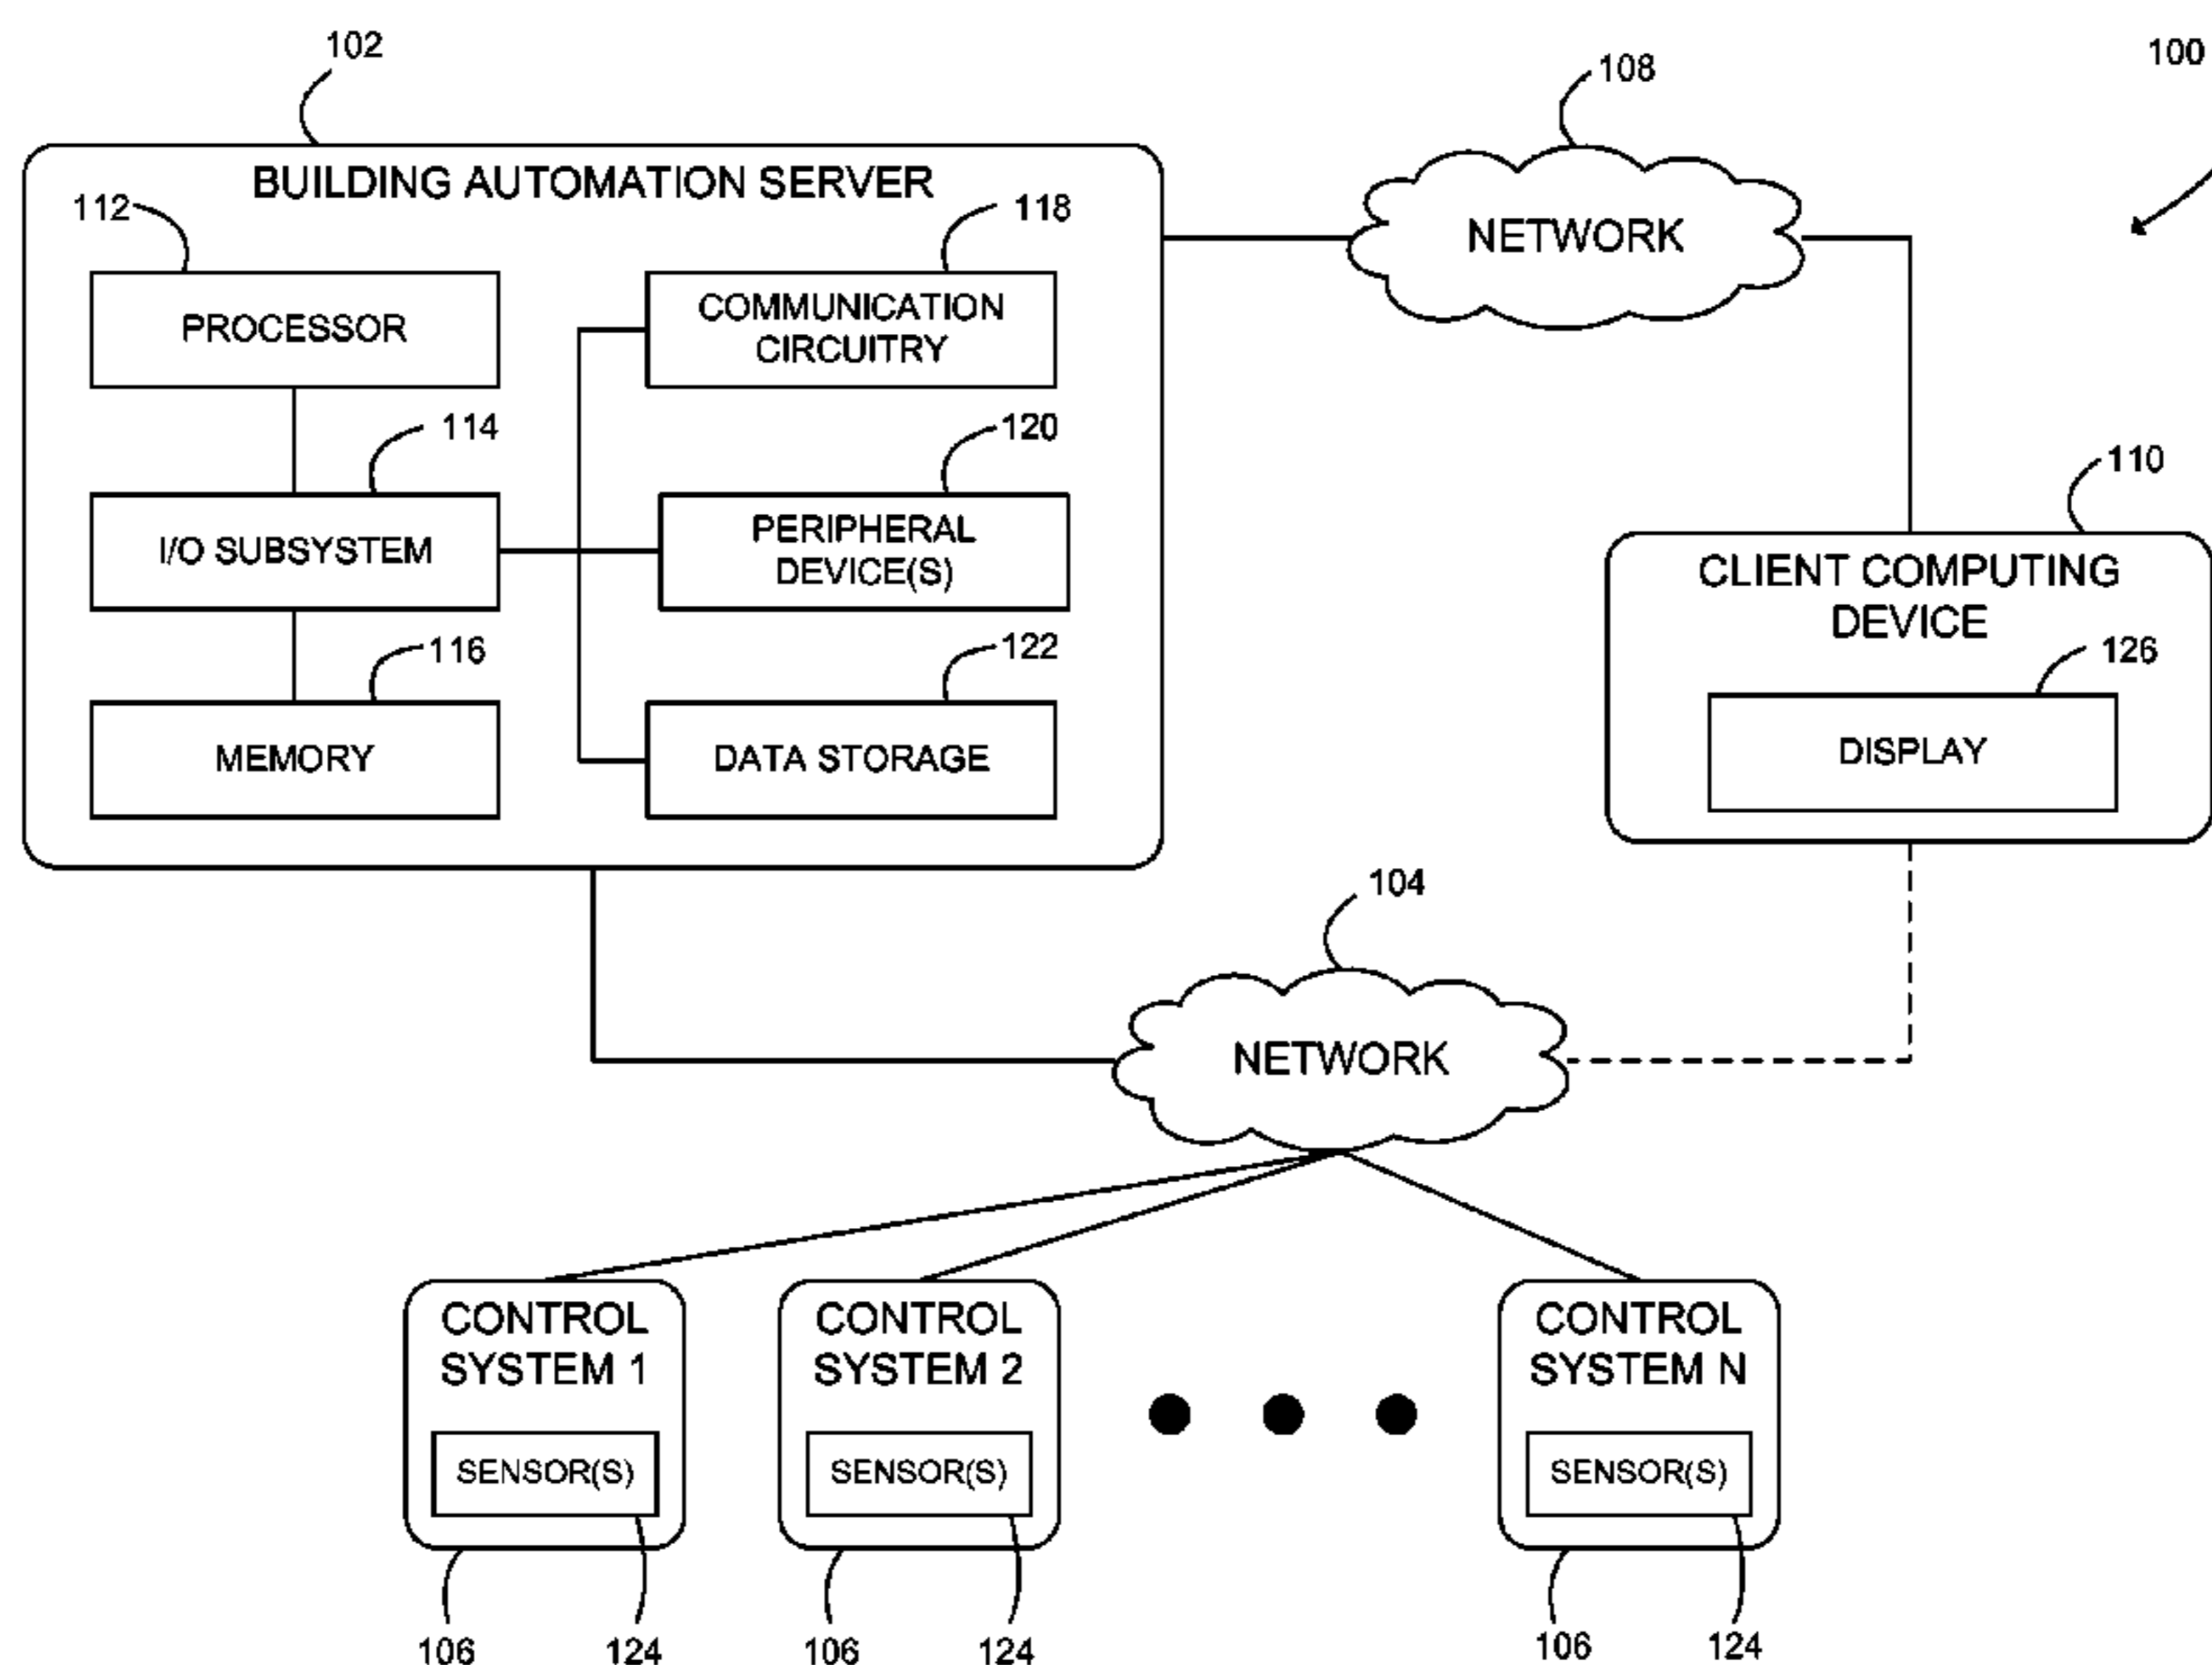 102
108
100
BUILDING AUTOMATION SERVER
112
118
NETWORK
PROCESSOR
COMMUNICATION
CIRCUITRY
114
120
110
I/O SUBSYSTEM
PERIPHERAL
DEVICE(S)
CLIENT COMPUTING
DEVICE
116
122
126
MEMORY
DATA STORAGE
DISPLAY
104
NETWORK
CONTROL
SYSTEM 1
CONTROL
SYSTEM 2
CONTROL
SYSTEM N
SENSOR(S)
SENSOR(S)
SENSOR(S)
106
124
106
124
106
124